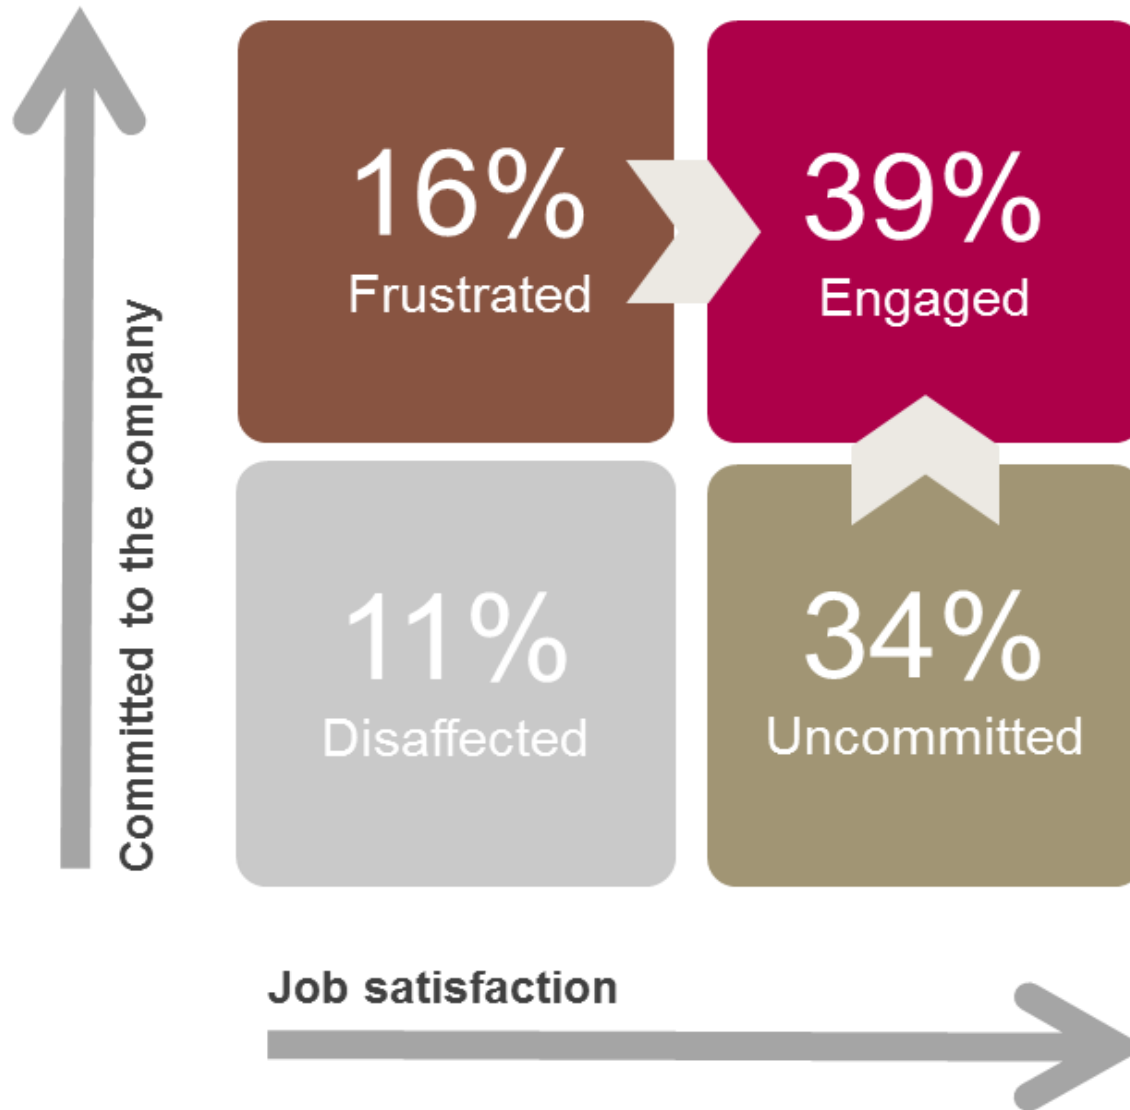 16%
Frustrated
39%
Engaged
11%
Disaffected
34%
Uncommitted
Committed to the company
Job satisfaction